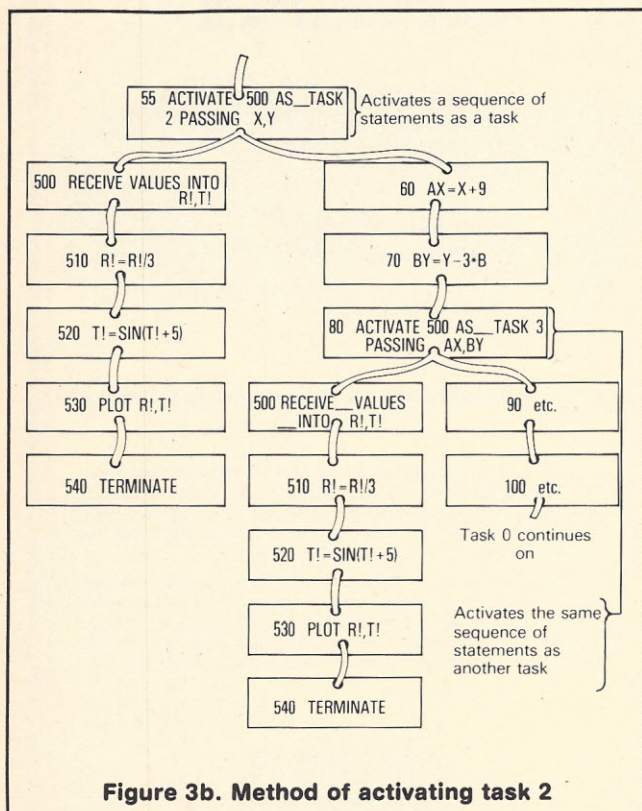 55 ACTIVATE 500 AS__TASK
2 PASSING X,Y
Activates a sequence of
statements as a task
500 RECEIVE VALUES INTO
R!,T!
510 R!=R!/3
520 T!=SIN(T!+5)
530 PLOT R!,T!
540 TERMINATE
60 AX=X+9
70 BY=Y-3*B
80 ACTIVATE 500 AS__TASK 3
PASSING AX,BY
500 RECEIVE__VALUES
__INTO R!,T!
510 R!=R!/3
520 T!=SIN(T!+5)
530 PLOT R!,T!
540 TERMINATE
90 etc.
100 etc.
Task 0 continues
on
Activates the same
sequence of
statements as
another task
Figure 3b. Method of activating task 2